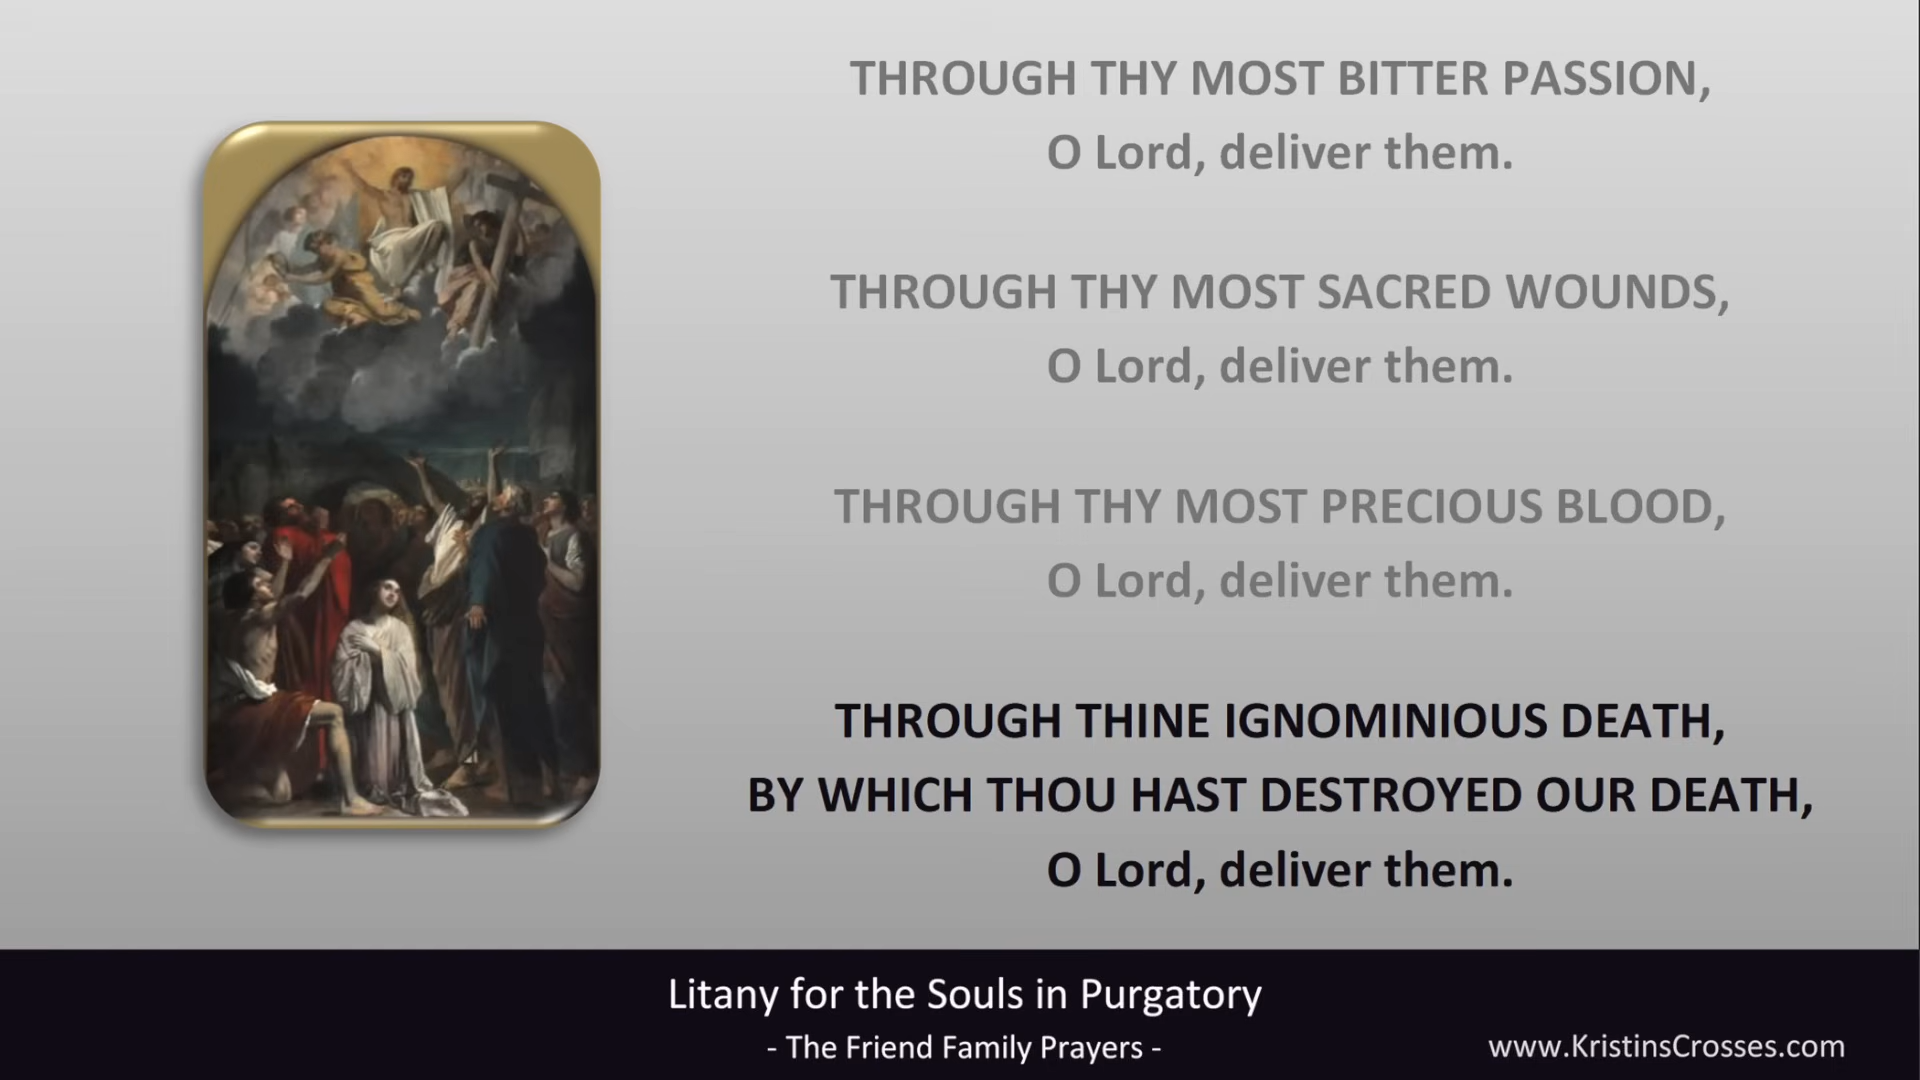 THROUGH THY MOST BITTER PASSION,
O Lord, deliver them.
THROUGH THY MOST SACRED WOUNDS,
O Lord, deliver them.
THROUGH THY MOST PRECIOUS BLOOD,
O Lord, deliver them.
THROUGH THINE IGNOMINIOUS DEATH,
BY WHICH THOU HAST DESTROYED OUR DEATH,
O Lord, deliver them.
Litany for the Souls in Purgatory
- The Friend Family Prayers -
www.KristinsCrosses.com